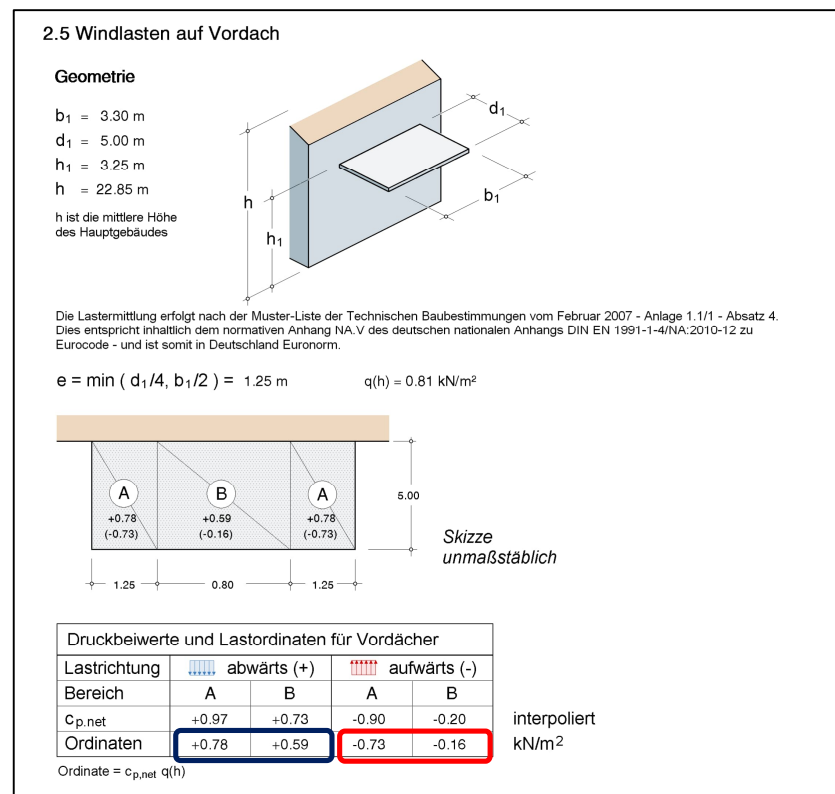 2.5 Windlasten auf Vordach
Geometrie
b1 = 3.30 m
d1 = 5.00 m
h1 = 3.25 m
h = 22.85 m
h ist die mittlere Höhe
des Hauptgebäudes
d1
h
b1
h1
Die Lastermittlung erfolgt nach der Muster-Liste der Technischen Baubestimmungen vom Februar 2007 - Anlage 1.1/1 - Absatz 4.
Dies entspricht inhaltlich dem normativen Anhang NA.V des deutschen nationalen Anhangs DIN EN 1991-1-4/NA:2010-12 zu
Eurocode - und ist somit in Deutschland Euronorm.
e = min ( d1/4, b1/2 ) = 1.25 m q(h) = 0.81 kN/m²
A B A
+0.78 +0.59 +0.78
(-0.73) (-0.16) (-0.73)
5.00
Skizze
unmaßstäblich
1.25 0.80 1.25
Druckbeiwerte und Lastordinaten für Vordächer
Lastrichtung abwärts (+) aufwärts (-)
Bereich A B A B
cp.net +0.97 +0.73 -0.90 -0.20 interpoliert
Ordinaten +0.78 +0.59 -0.73 -0.16 kN/m2
Ordinate = cp,net q(h)